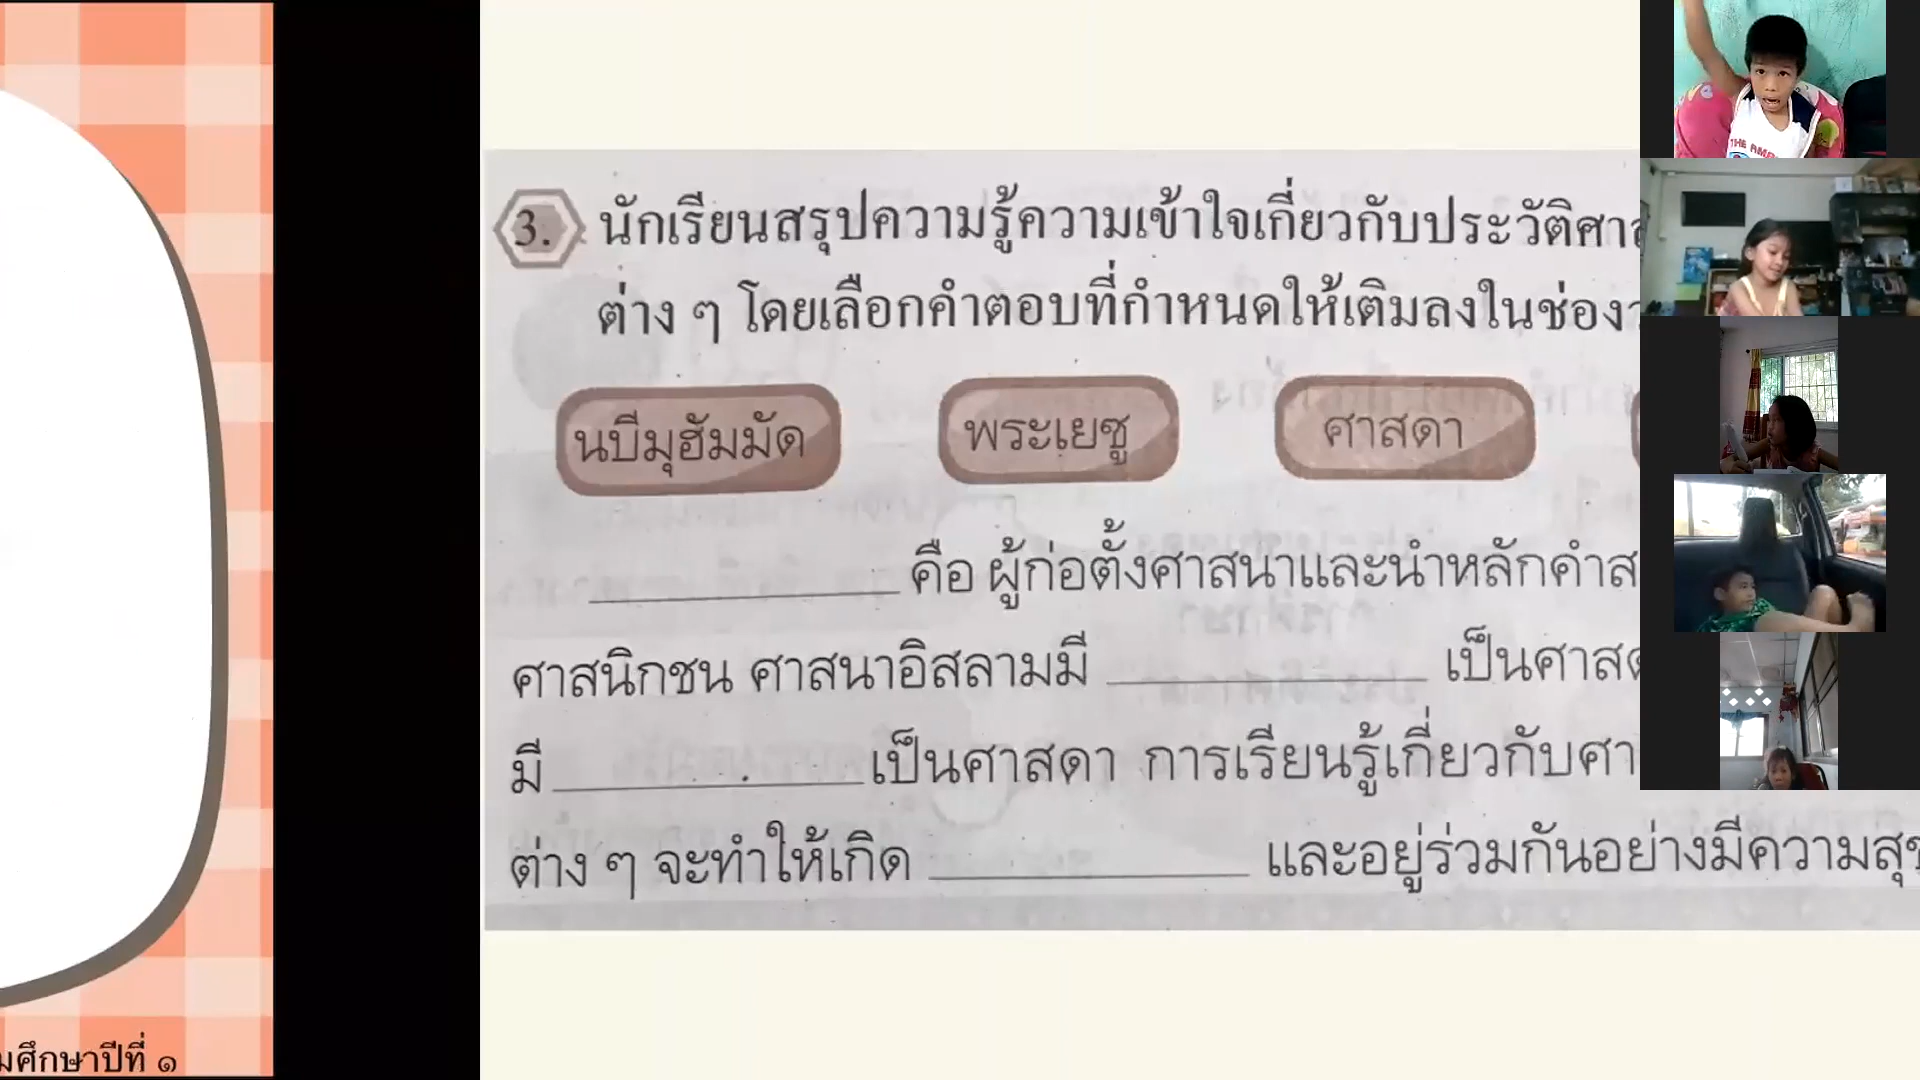 3. นักเรียนสรุปความรู้ความเข้าใจเกี่ยวกับประวัติศา
ต่าง ๆ โดยเลือกคำตอบที่กำหนดให้เติมลงในช่อง
นบีมุฮัมมัด พระเยซู ศาสดา
คือ ผู้ก่อตั้งศาสนาและนำหลักคำส
ศาสนิกชน ศาสนาอิสลามมี เป็นศาสด
มี เป็นศาสดา การเรียนรู้เกี่ยวกับศา
ต่าง ๆ จะทำให้เกิด และอยู่ร่วมกันอย่างมีความสุข
มศึกษาปีที่ ๑